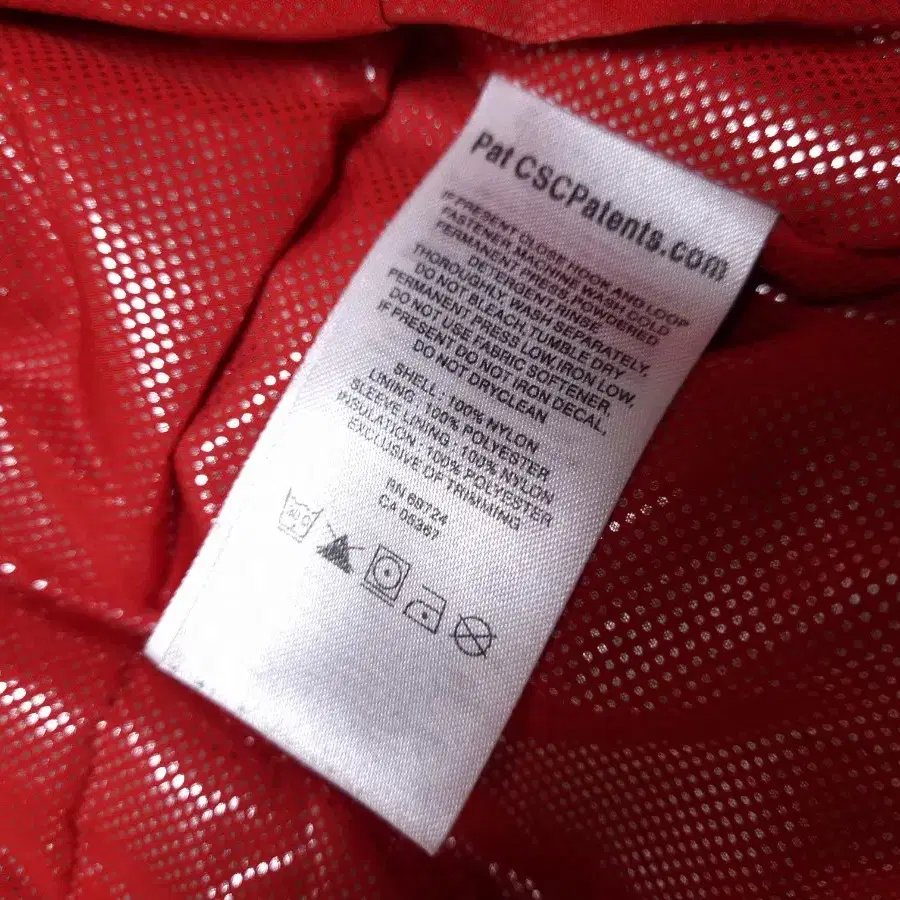 Pat CSCPatents.com
IF PRESENT CLOSE HOOK AND LOOP
FASTENER MACHINE WASH COLD
PERMANENT PRESS, POWDERED
DETERGENT, RINSE
THOROUGHLY, WASH SEPARATELY,
DO NOT BLEACH, TUMBLE DRY
PERMANENT PRESS LOW, IRON LOW,
DO NOT USE FABRIC SOFTENER,
IF PRESENT DO NOT IRON DECAL,
DO NOT DRYCLEAN
SHELL : 100% NYLON
LINING: 100% POLYESTER
SLEEVE LINING: 100% NYLON
INSULATION : 100% POLYESTER
EXCLUSIVE OF TRIMMING
RN 69724
CA 05367